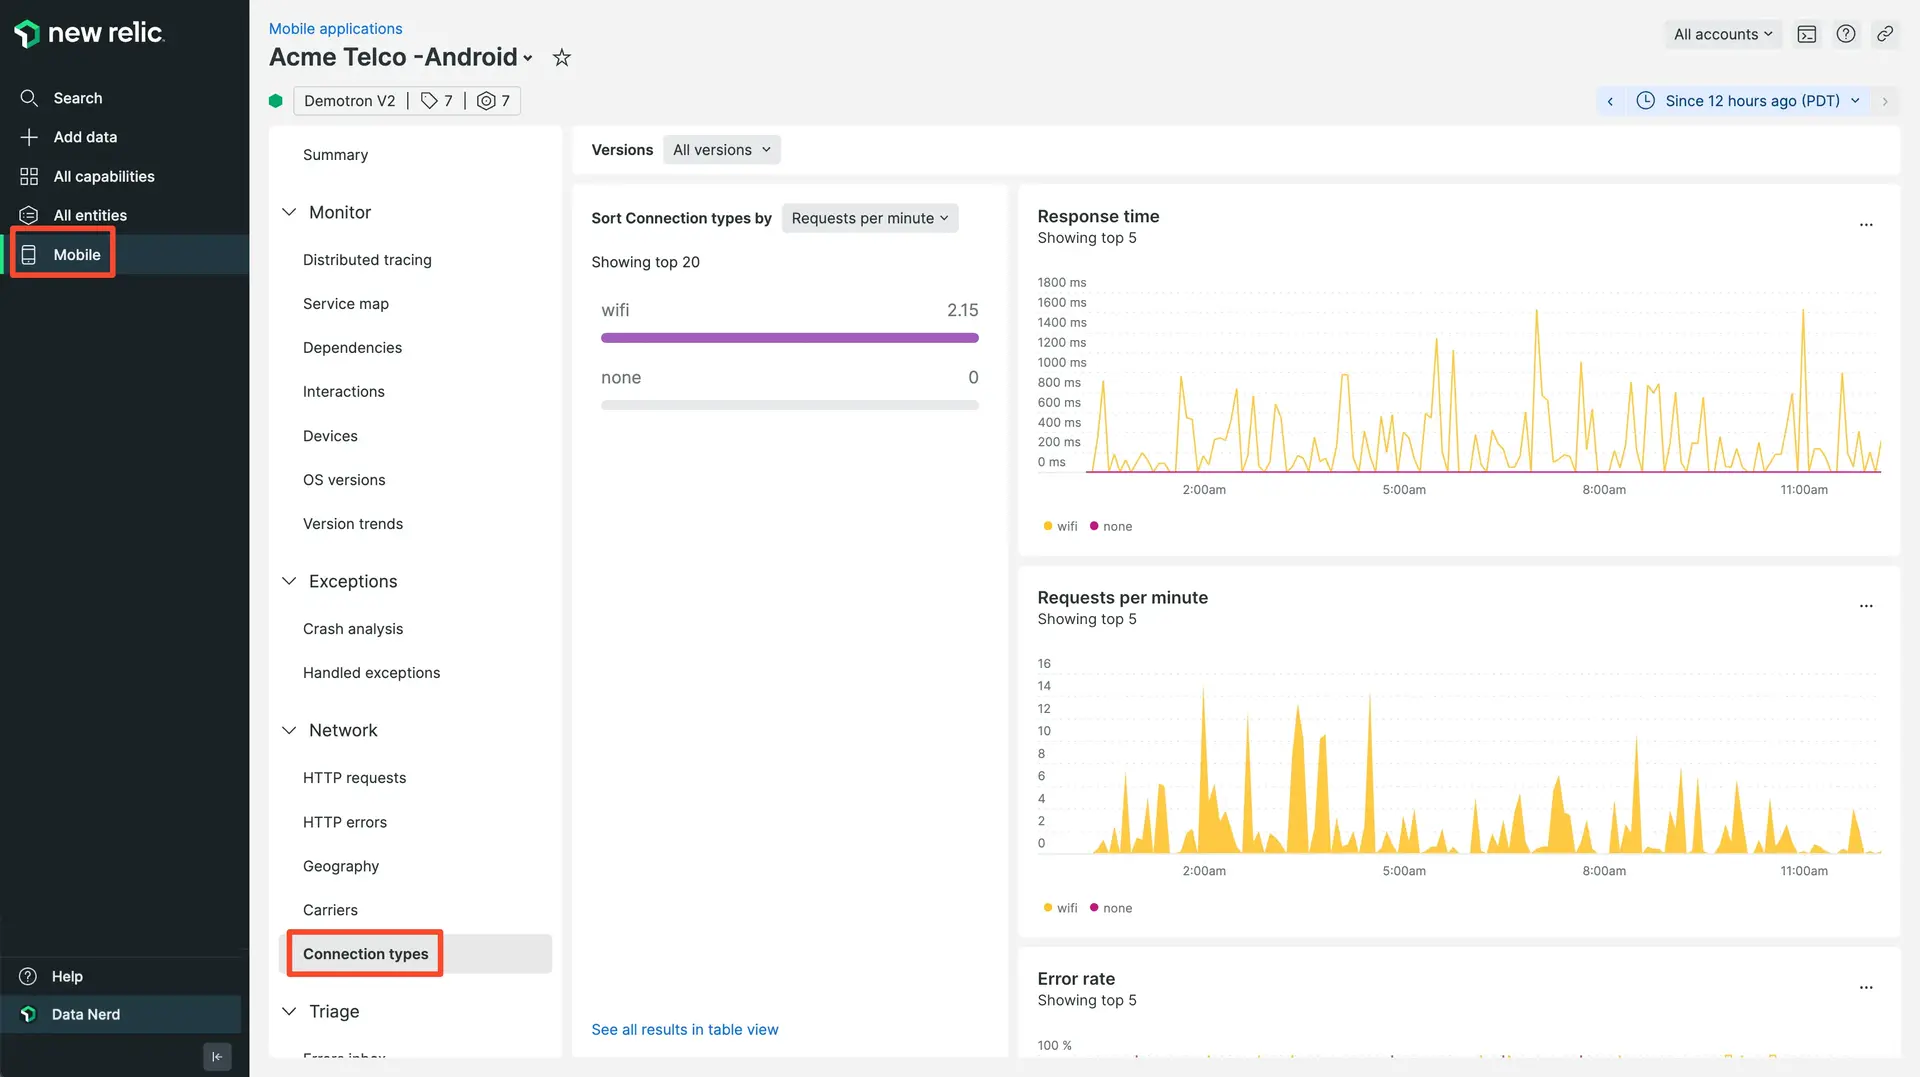 new relic.
Search
Add data
All capabilities
All entities
Mobile
Help
Data Nerd
Mobile applications
Acme Telco -Android
Demotron V2 | 7 | 7
All accounts
Since 12 hours ago (PDT)
Summary
Monitor
Distributed tracing
Service map
Dependencies
Interactions
Devices
OS versions
Version trends
Exceptions
Crash analysis
Handled exceptions
Network
HTTP requests
HTTP errors
Geography
Carriers
Connection types
Triage
Errors inbox
Versions All versions
Sort Connection types by Requests per minute
Showing top 20
wifi 2.15
none 0
See all results in table view
Response time
Showing top 5
...
1800 ms
1600 ms
1400 ms
1200 ms
1000 ms
800 ms
600 ms
400 ms
200 ms
0 ms
2:00am 5:00am 8:00am 11:00am
wifi none
Requests per minute
Showing top 5
...
16
14
12
10
8
6
4
2
0
2:00am 5:00am 8:00am 11:00am
wifi none
Error rate
Showing top 5
...
100 %